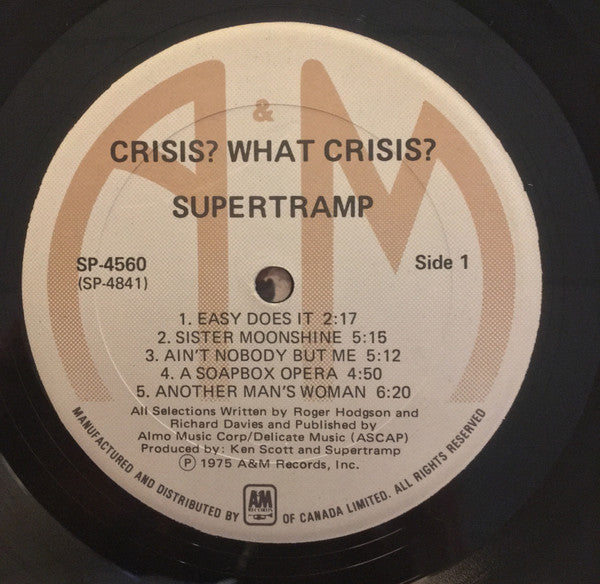 A & M
CRISIS? WHAT CRISIS?
SUPERTRAMP
SP-4560
(SP-4841)
Side 1
1. EASY DOES IT 2:17
2. SISTER MOONSHINE 5:15
3. AIN'T NOBODY BUT ME 5:12
4. A SOAPBOX OPERA 4:50
5. ANOTHER MAN'S WOMAN 6:20
All Selections Written by Roger Hodgson and
Richard Davies and Published by
Almo Music Corp/Delicate Music (ASCAP)
Produced by: Ken Scott and Supertramp
Ⓟ 1975 A&M Records, Inc.
MANUFACTURED AND DISTRIBUTED BY A&M RECORDS OF CANADA LIMITED. ALL RIGHTS RESERVED